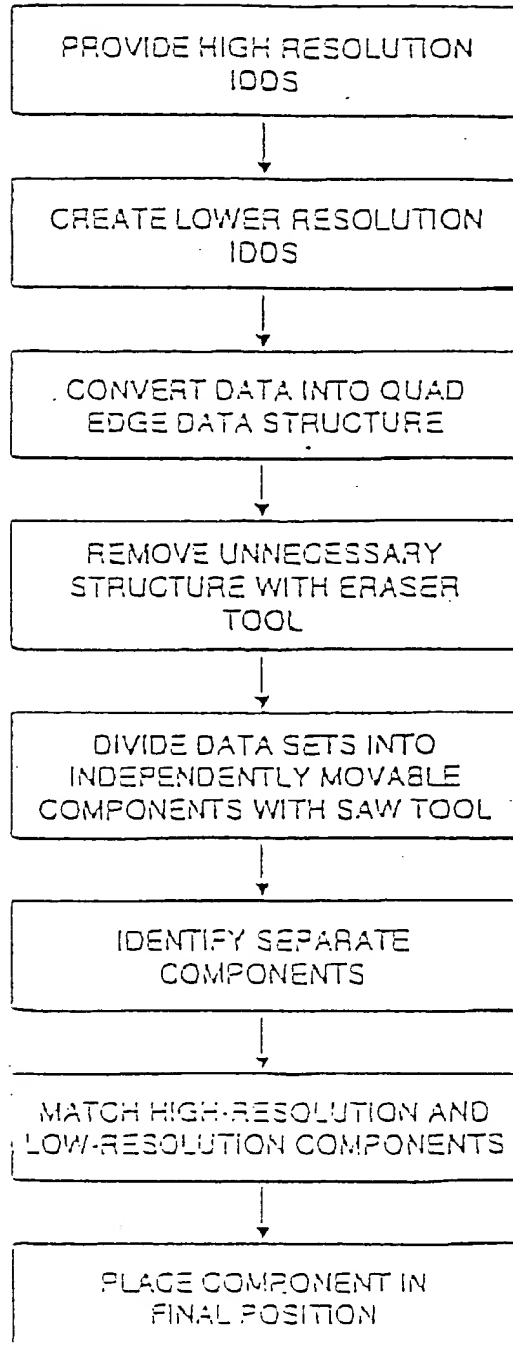 PROVIDE HIGH RESOLUTION
IDDS
CREATE LOWER RESOLUTION
IDDS
CONVERT DATA INTO QUAD
EDGE DATA STRUCTURE
REMOVE UNNECESSARY
STRUCTURE WITH ERASER
TOOL
DIVIDE DATA SETS INTO
INDEPENDENTLY MOVABLE
COMPONENTS WITH SAW TOOL
IDENTIFY SEPARATE
COMPONENTS
MATCH HIGH-RESOLUTION AND
LOW-RESOLUTION COMPONENTS
PLACE COMPONENT IN
FINAL POSITION